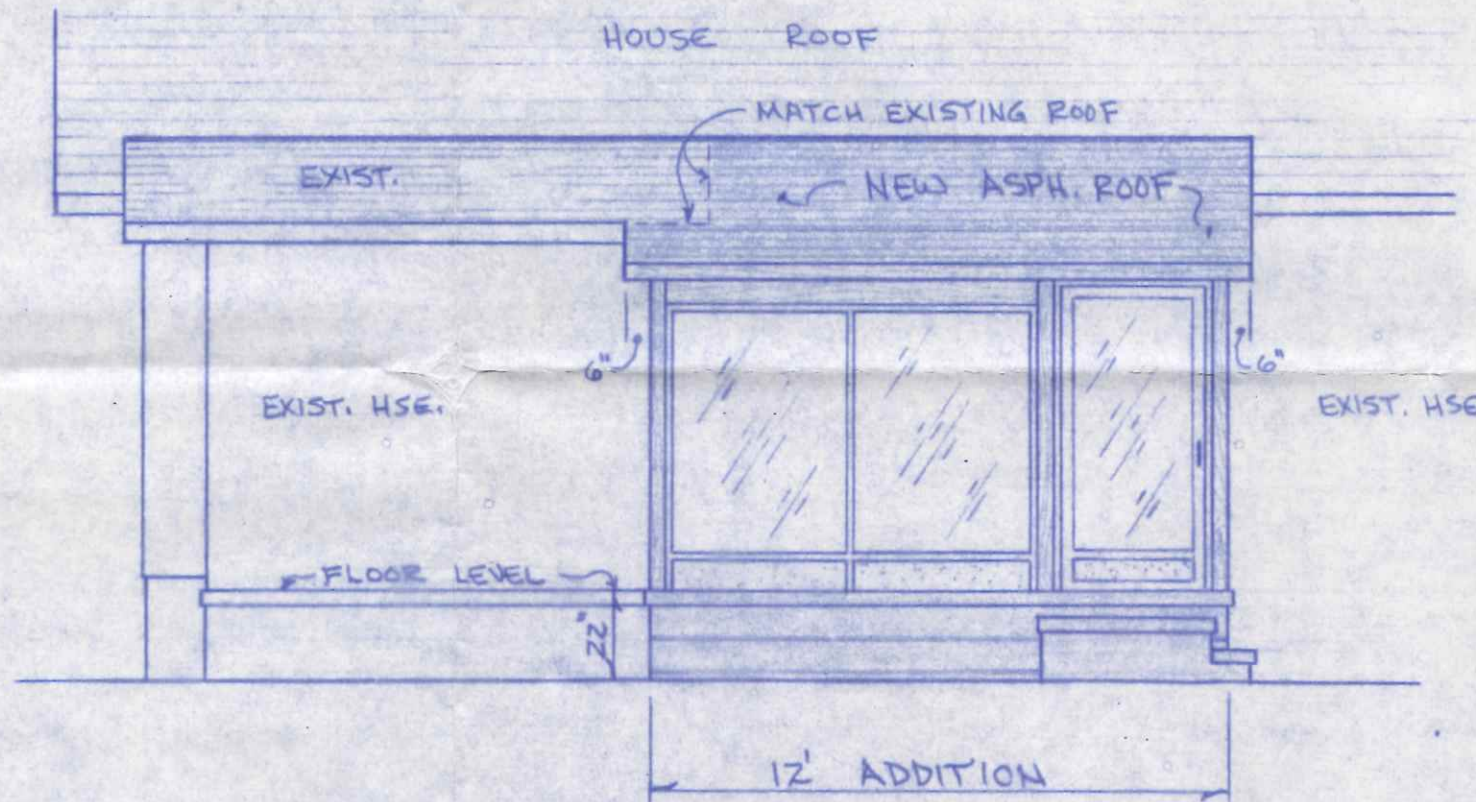 HOUSE ROOF
MATCH EXISTING ROOF
EXIST.
NEW ASPH. ROOF
6"
6"
EXIST. HSE.
EXIST. HSE
FLOOR LEVEL
22"
12' ADDITION